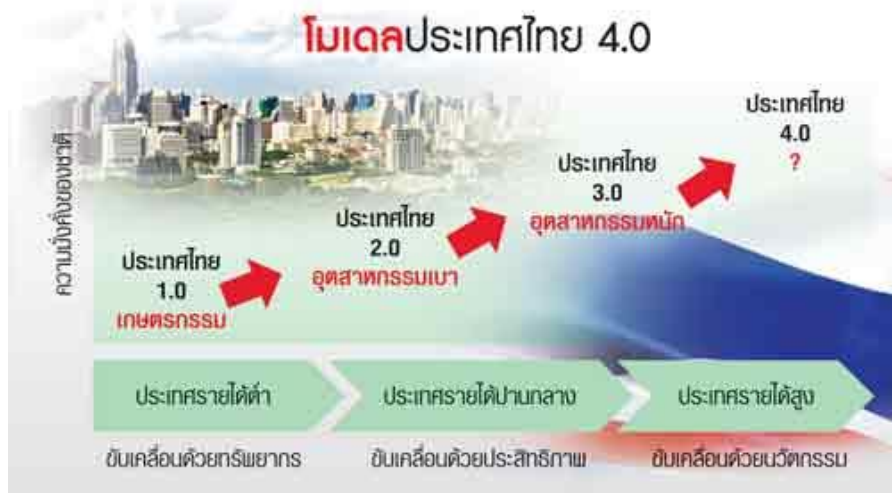 โมเดลประเทศไทย 4.0
ความมั่งคั่งของชาติ
ประเทศไทย
1.0
เกษตรกรรม
ประเทศไทย
2.0
อุตสาหกรรมเบา
ประเทศไทย
3.0
อุตสาหกรรมหนัก
ประเทศไทย
4.0
?
ประเทศรายได้ต่ำ
ประเทศรายได้ปานกลาง
ประเทศรายได้สูง
ขับเคลื่อนด้วยทรัพยากร
ขับเคลื่อนด้วยประสิทธิภาพ
ขับเคลื่อนด้วยนวัตกรรม